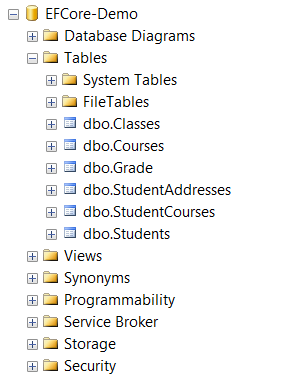 EFCore-Demo
Database Diagrams
Tables
System Tables
FileTables
dbo.Classes
dbo.Courses
dbo.Grade
dbo.StudentAddresses
dbo.StudentCourses
dbo.Students
Views
Synonyms
Programmability
Service Broker
Storage
Security